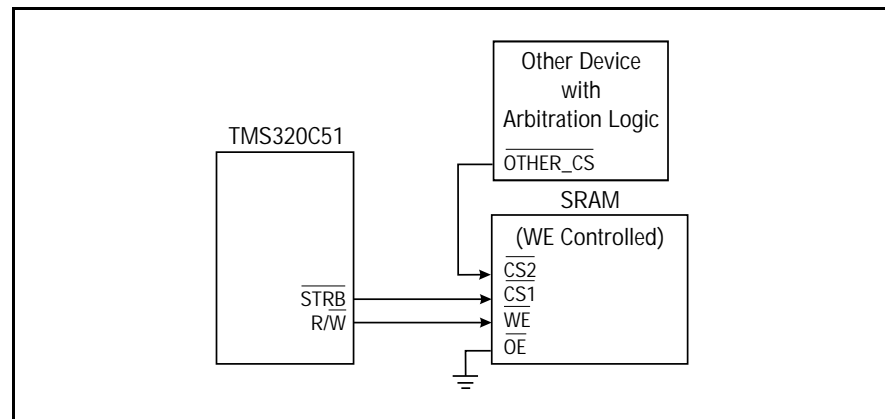 Other Device
with
Arbitration Logic
OTHER_CS
TMS320C51
SRAM
(WE Controlled)
CS2
CS1
WE
OE
STRB
R/W